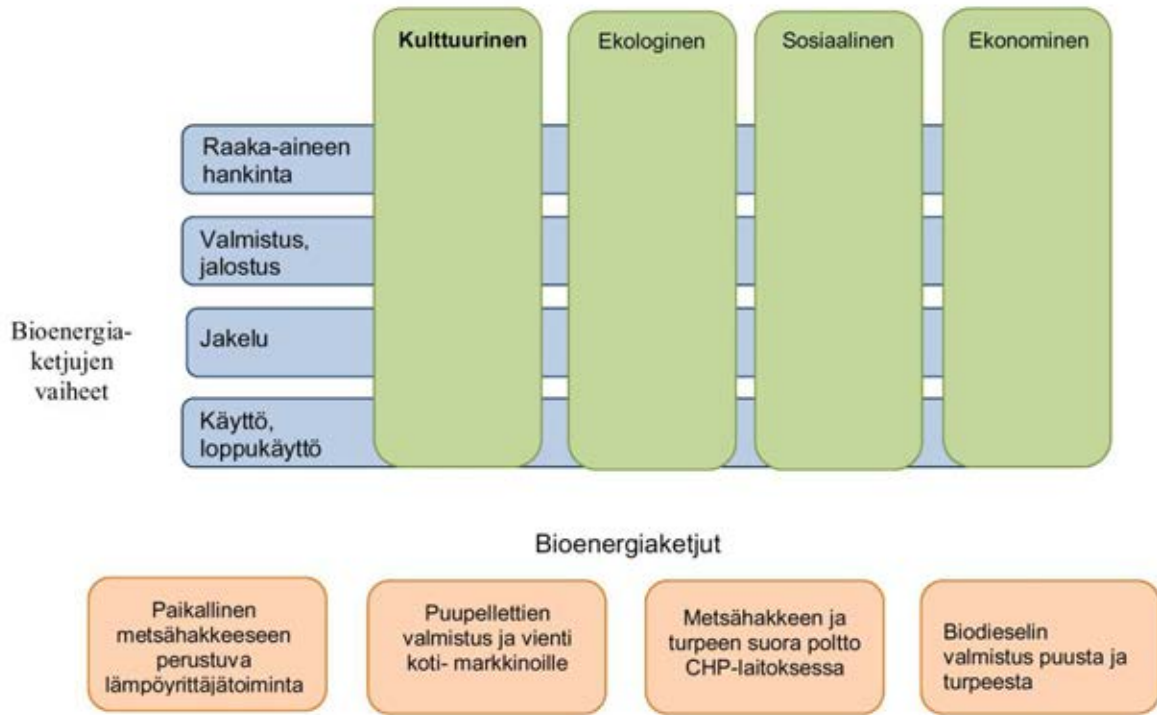 Kulttuurinen
Ekologinen
Sosiaalinen
Ekonominen
Raaka-aineen
hankinta
Valmistus,
jalostus
Jakelu
Käyttö,
loppukäyttö
Bioenergia-
ketjujen
vaiheet
Bioenergiaketjut
Paikallinen
metsähakkeeseen
perustuva
lämpöyrittäjätoiminta
Puupellettien
valmistus ja vienti
koti- markkinoille
Metsähakkeen ja
turpeen suora poltto
CHP-laitoksessa
Biodieselin
valmistus puusta ja
turpeesta